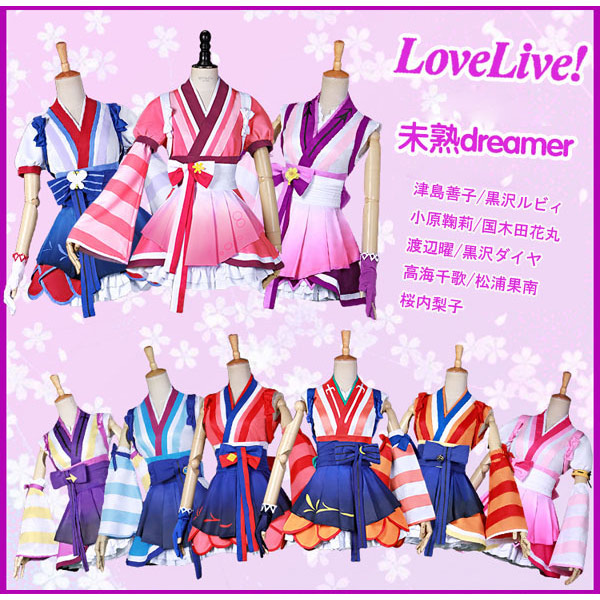 LoveLive!
未熟dreamer
津島善子/黒沢ルビィ
小原鞠莉/国木田花丸
渡辺曜/黒沢ダイヤ
高海千歌/松浦果南
桜内梨子